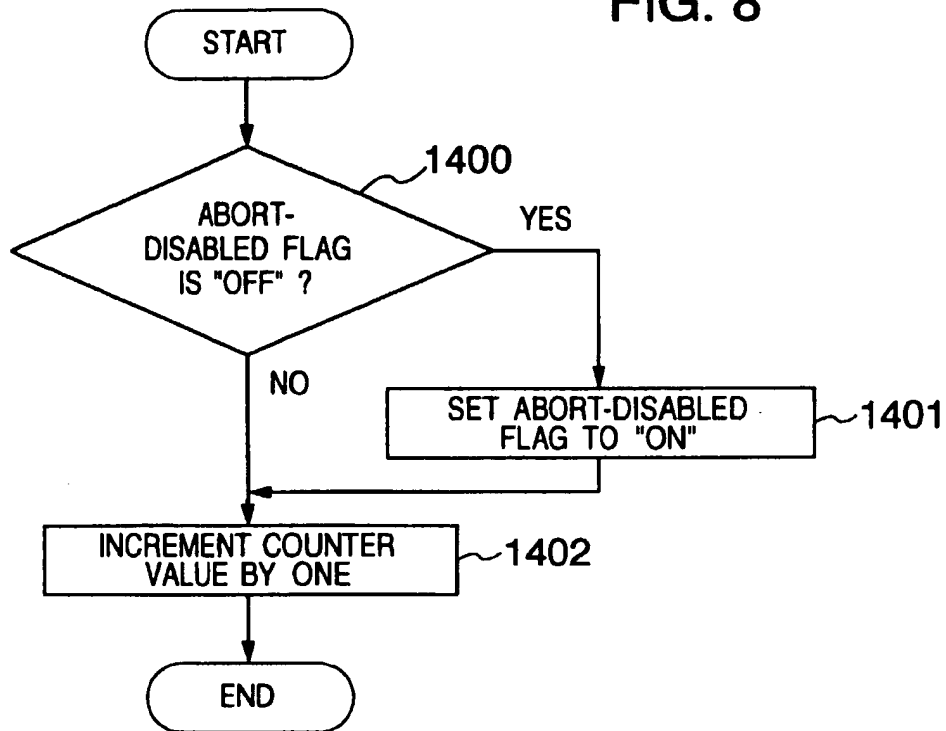 FIG. 8
START
1400
ABORT-
DISABLED FLAG
IS "OFF" ?
YES
NO
SET ABORT-DISABLED
FLAG TO "ON"
1401
INCREMENT COUNTER
VALUE BY ONE
1402
END